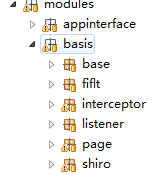 modules
appinterface
basis
base
fiflt
interceptor
listener
page
shiro